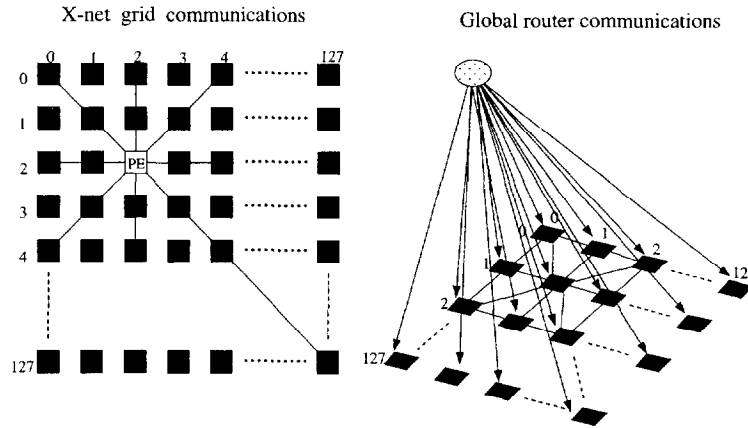 X-net grid communications
0 1 2 3 4 127
0
1
2 PE
3
4
127
Global router communications
0 0
1 1
2 2
127 12